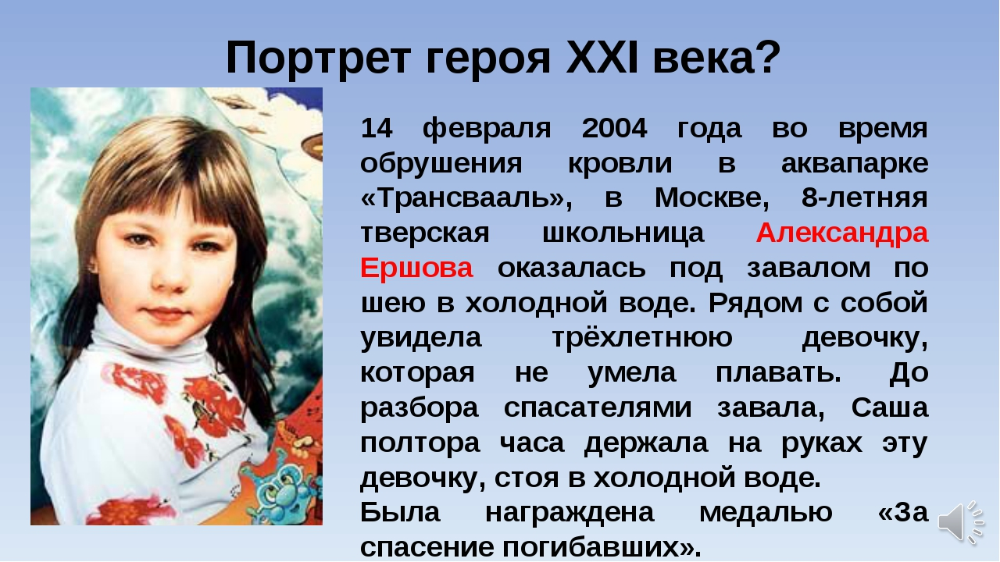 Портрет героя XXI века?
14 февраля 2004 года во время
обрушения кровли в аквапарке
«Трансвааль», в Москве, 8-летняя
тверская школьница Александра
Ершова оказалась под завалом по
шею в холодной воде. Рядом с собой
увидела трёхлетнюю девочку,
которая не умела плавать. До
разбора спасателями завала, Саша
полтора часа держала на руках эту
девочку, стоя в холодной воде.
Была награждена медалью «За
спасение погибавших».